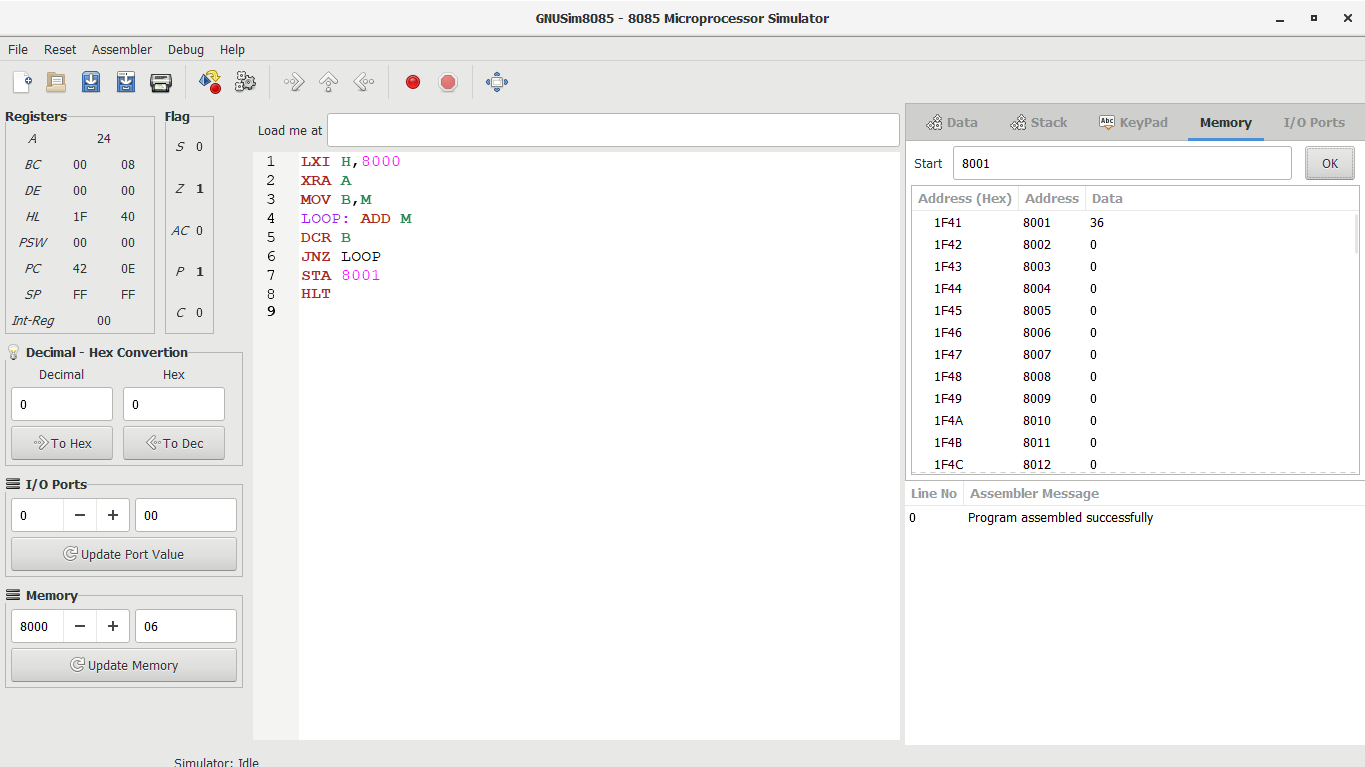 GNUSim8085 - 8085 Microprocessor Simulator
File Reset Assembler Debug Help
Registers
A 24
BC 00 08
DE 00 00
HL 1F 40
PSW 00 00
PC 42 0E
SP FF FF
Int-Reg 00
Flag
S 0
Z 1
AC 0
P 1
C 0
Decimal - Hex Convertion
Decimal Hex
0 0
To Hex To Dec
I/O Ports
0 − + 00
Update Port Value
Memory
8000 − + 06
Update Memory
Load me at
1 LXI H,8000
2 XRA A
3 MOV B,M
4 LOOP: ADD M
5 DCR B
6 JNZ LOOP
7 STA 8001
8 HLT
9
Data Stack Abc KeyPad Memory I/O Ports
Start 8001 OK
Address (Hex) Address Data
1F41 8001 36
1F42 8002 0
1F43 8003 0
1F44 8004 0
1F45 8005 0
1F46 8006 0
1F47 8007 0
1F48 8008 0
1F49 8009 0
1F4A 8010 0
1F4B 8011 0
1F4C 8012 0
Line No Assembler Message
0 Program assembled successfully
Simulator: Idle